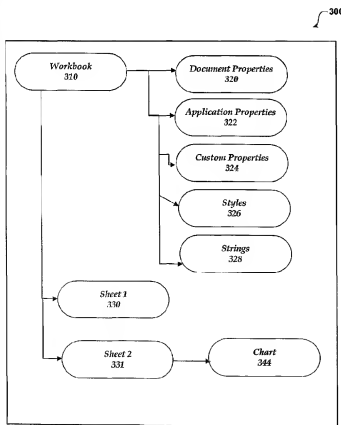 300
Workbook
310
Document Properties
320
Application Properties
322
Custom Properties
324
Styles
326
Strings
328
Sheet 1
330
Sheet 2
331
Chart
344